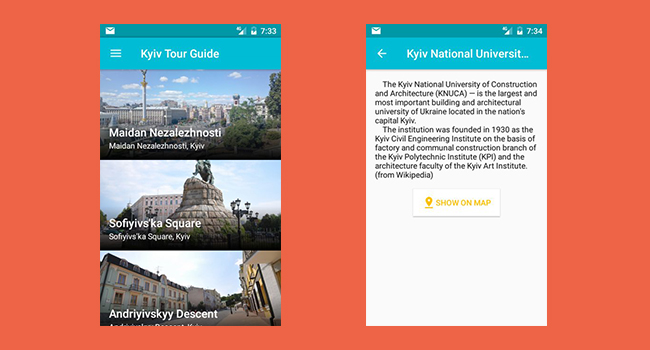 7:33
Kyiv Tour Guide
Maidan Nezalezhnosti
Maidan Nezalezhnosti, Kyiv
Sofiyivs'ka Square
Sofiyivs'ka Square, Kyiv
Andriyivskyy Descent
Andriyivskyy Descent, Kyiv
7:34
Kyiv National Universit...
The Kyiv National University of Construction
and Architecture (KNUCA) — is the largest and
most important building and architectural
university of Ukraine located in the nation's
capital Kyiv.
The institution was founded in 1930 as the
Kyiv Civil Engineering Institute on the basis of
factory and communal construction branch of
the Kyiv Polytechnic Institute (KPI) and the
architecture faculty of the Kyiv Art Institute.
(from Wikipedia)
SHOW ON MAP